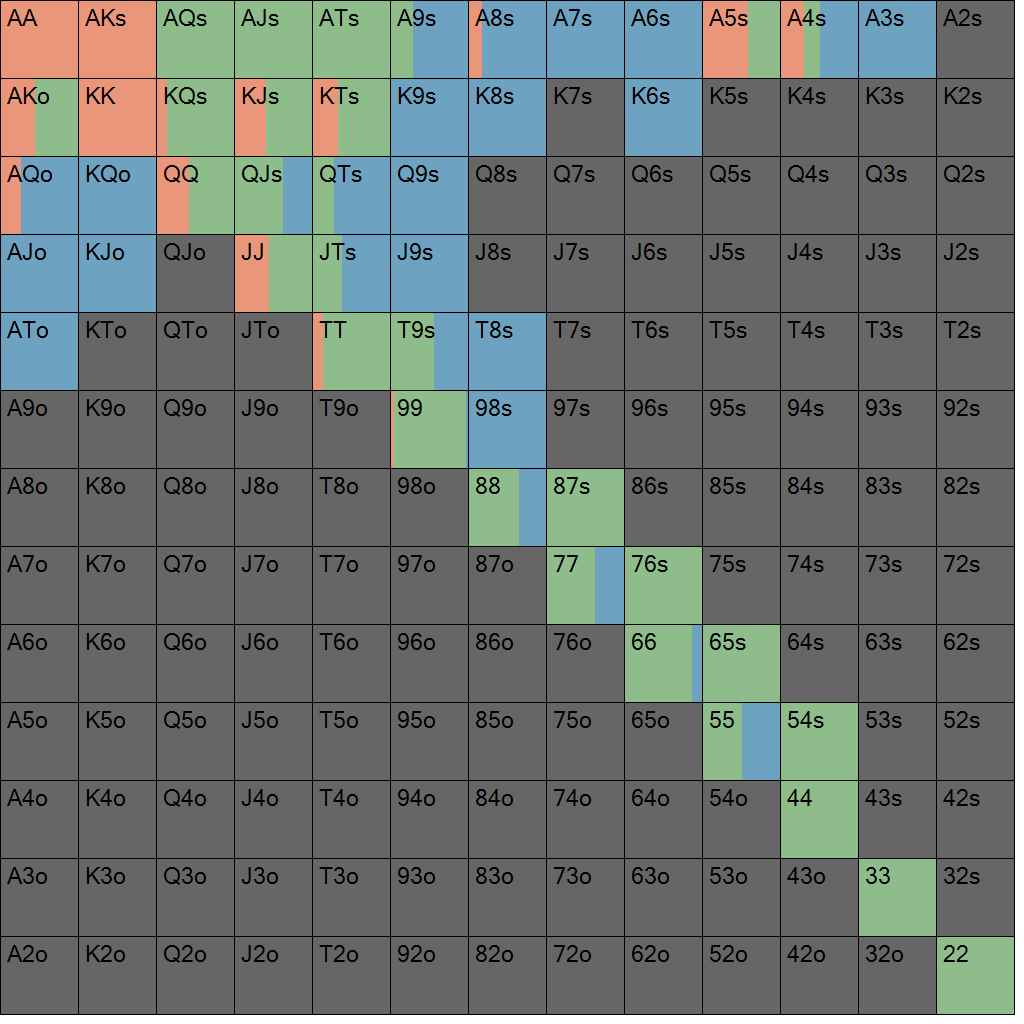 AA AKs AQs AJs ATs A9s A8s A7s A6s A5s A4s A3s A2s
AKo KK KQs KJs KTs K9s K8s K7s K6s K5s K4s K3s K2s
AQo KQo QQ QJs QTs Q9s Q8s Q7s Q6s Q5s Q4s Q3s Q2s
AJo KJo QJo JJ JTs J9s J8s J7s J6s J5s J4s J3s J2s
ATo KTo QTo JTo TT T9s T8s T7s T6s T5s T4s T3s T2s
A9o K9o Q9o J9o T9o 99 98s 97s 96s 95s 94s 93s 92s
A8o K8o Q8o J8o T8o 98o 88 87s 86s 85s 84s 83s 82s
A7o K7o Q7o J7o T7o 97o 87o 77 76s 75s 74s 73s 72s
A6o K6o Q6o J6o T6o 96o 86o 76o 66 65s 64s 63s 62s
A5o K5o Q5o J5o T5o 95o 85o 75o 65o 55 54s 53s 52s
A4o K4o Q4o J4o T4o 94o 84o 74o 64o 54o 44 43s 42s
A3o K3o Q3o J3o T3o 93o 83o 73o 63o 53o 43o 33 32s
A2o K2o Q2o J2o T2o 92o 82o 72o 62o 52o 42o 32o 22